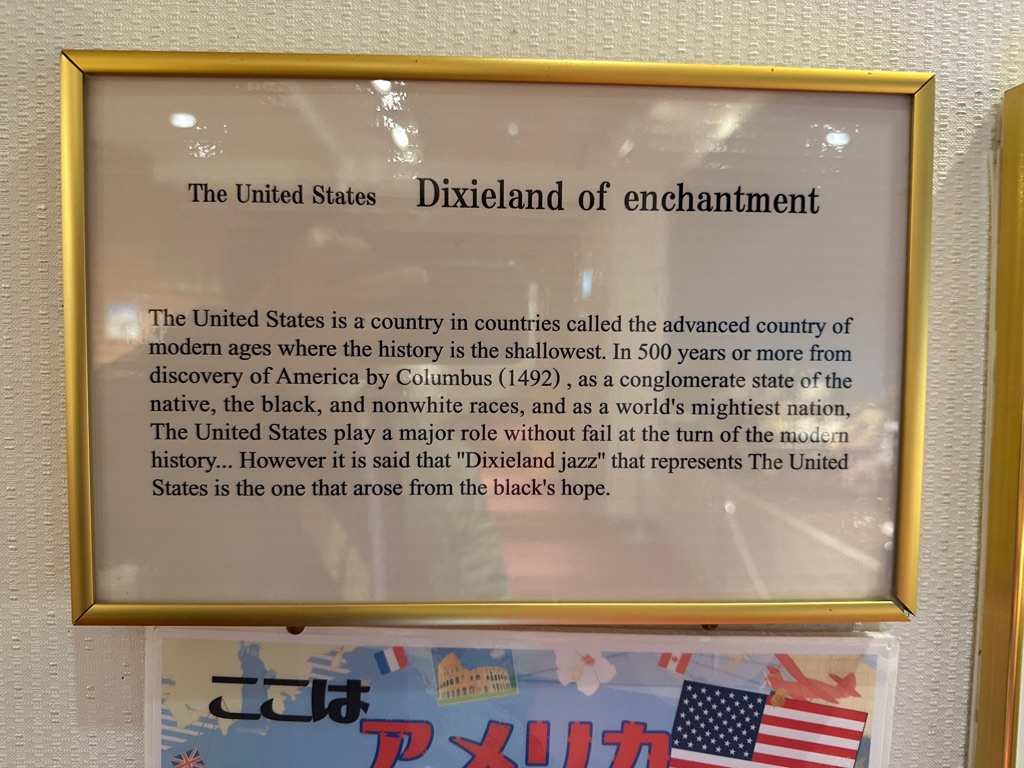 The United States Dixieland of enchantment
The United States is a country in countries called the advanced country of
modern ages where the history is the shallowest. In 500 years or more from
discovery of America by Columbus (1492) , as a conglomerate state of the
native, the black, and nonwhite races, and as a world's mightiest nation,
The United States play a major role without fail at the turn of the modern
history... However it is said that "Dixieland jazz" that represents The United
States is the one that arose from the black's hope.
ここは
アメリカ